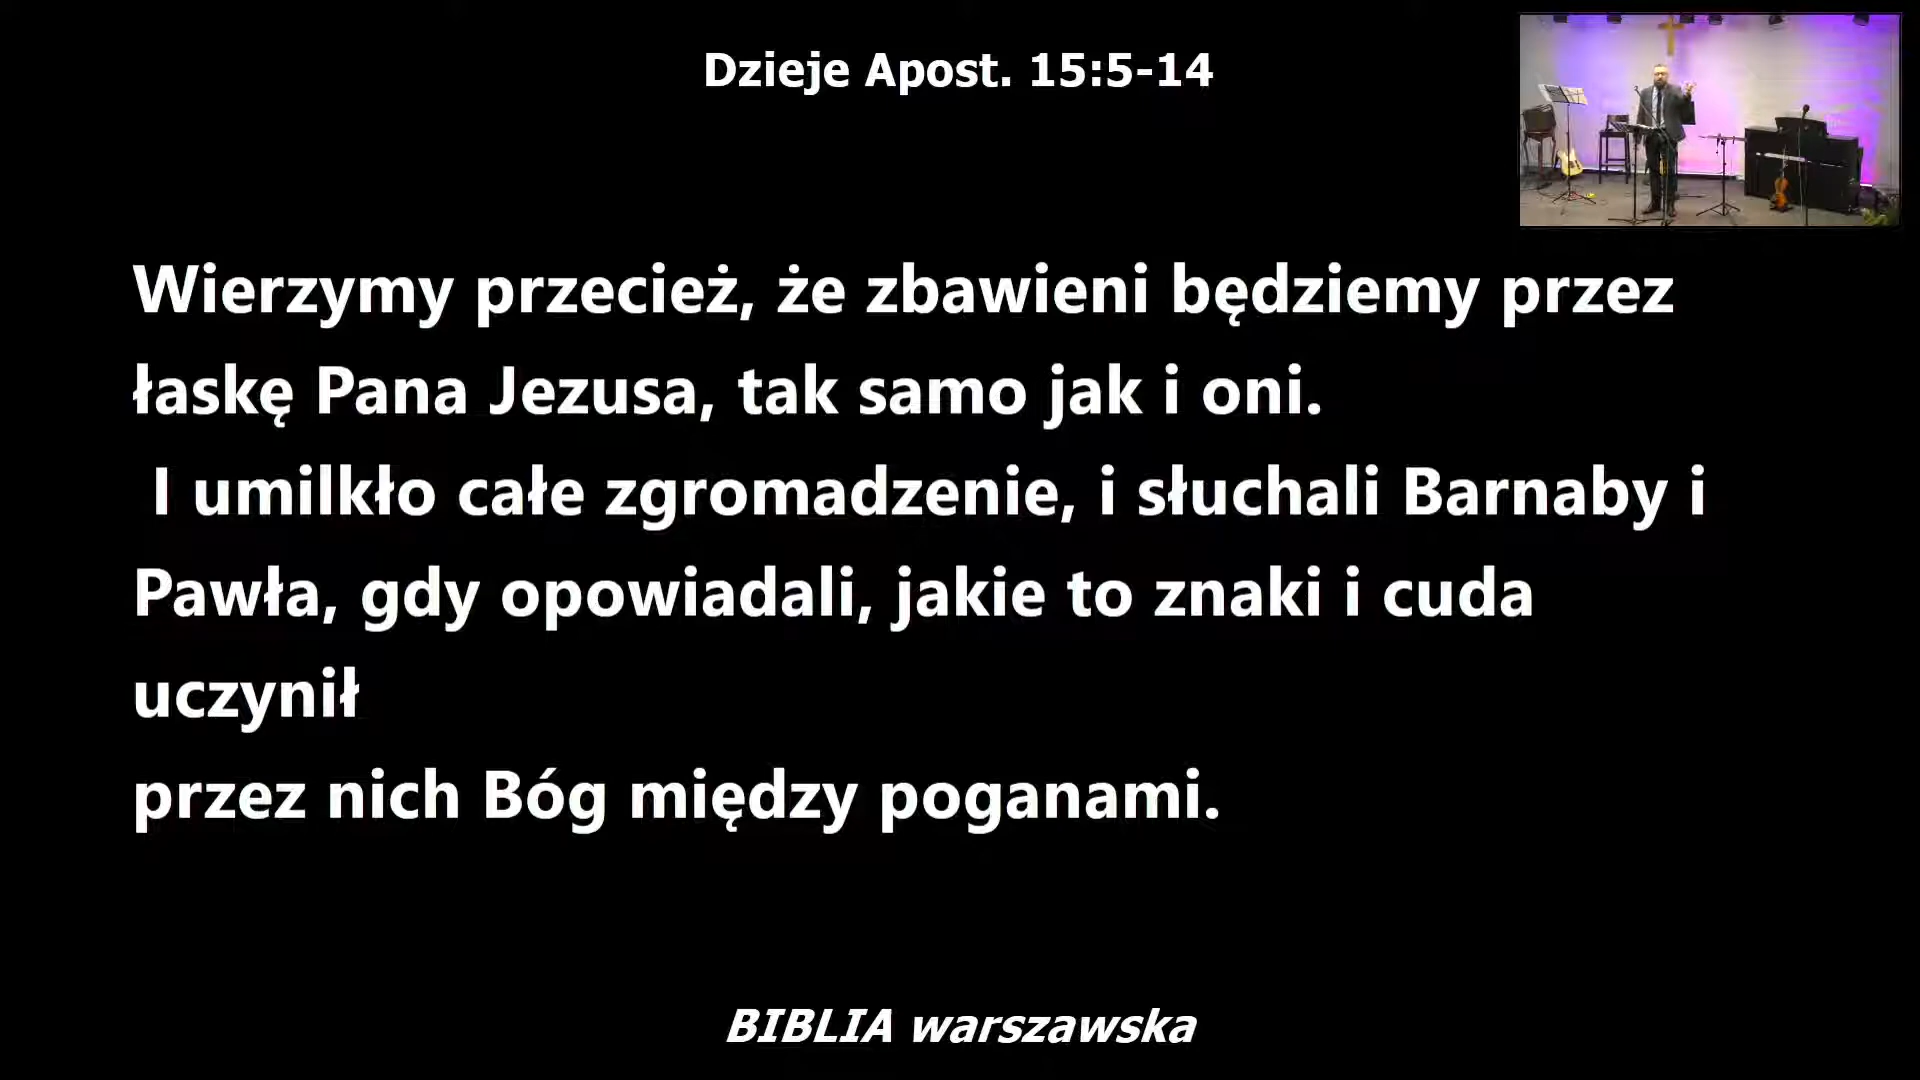 Dzieje Apost. 15:5-14
Wierzymy przecież, że zbawieni będziemy przez
łaskę Pana Jezusa, tak samo jak i oni.
I umilkło całe zgromadzenie, i słuchali Barnaby i
Pawła, gdy opowiadali, jakie to znaki i cuda
uczynił
przez nich Bóg między poganami.
BIBLIA warszawska